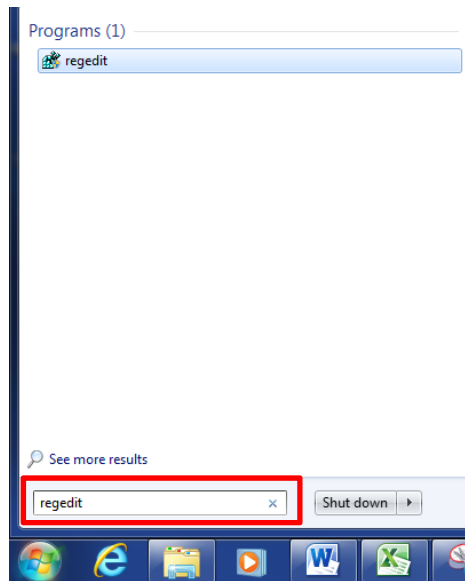 Programs (1)
regedit
See more results
regedit
Shut down